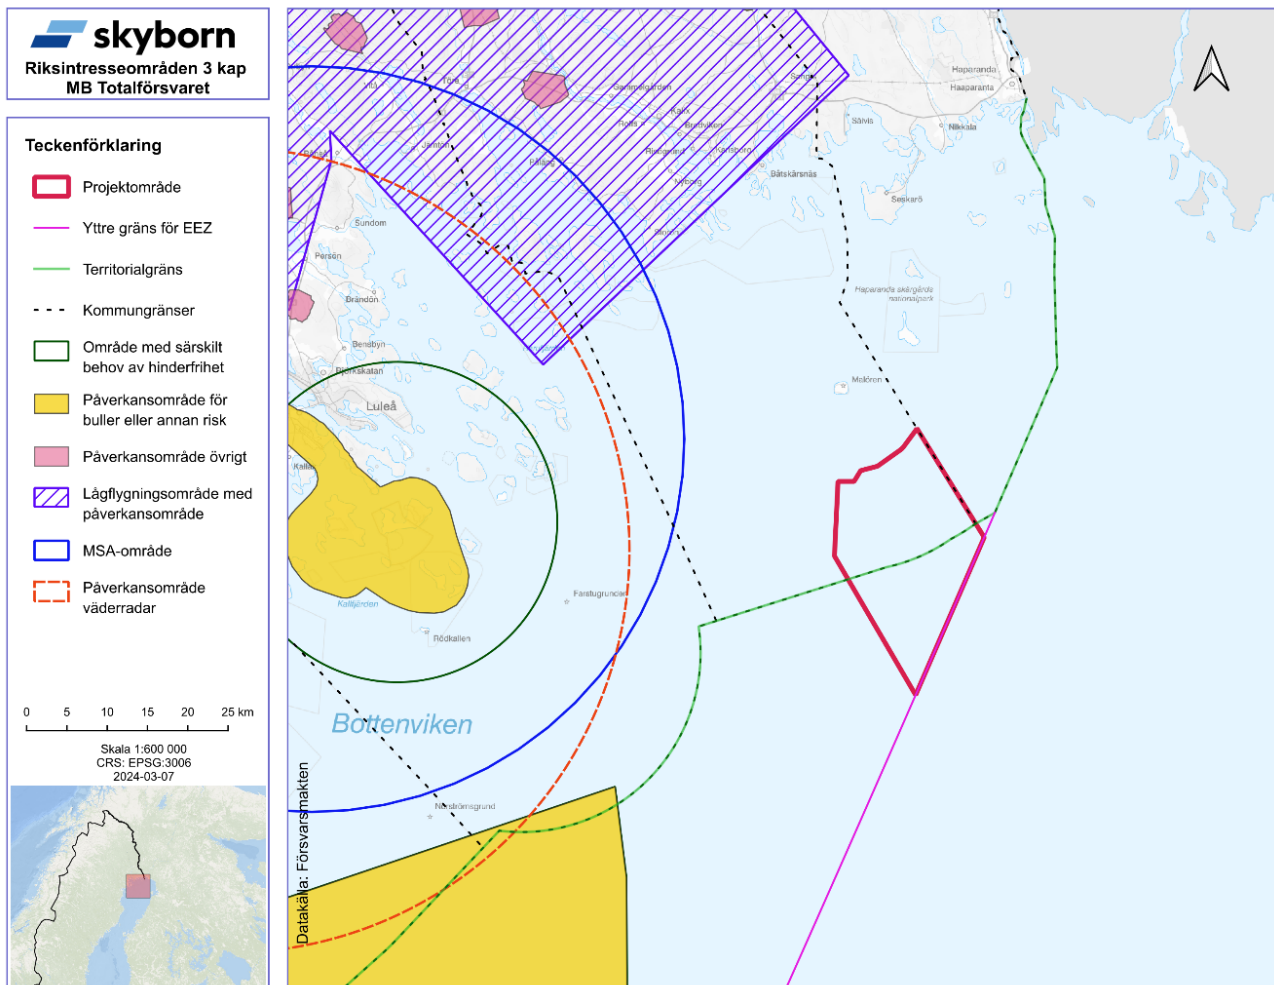 skyborn
Riksintresseområden 3 kap
MB Totalförsvaret
Teckenförklaring
Projektområde
Yttre gräns för EEZ
Territorialgräns
Kommungränser
Område med särskilt
behov av hinderfrihet
Påverkansområde för
buller eller annan risk
Påverkansområde övrigt
Lågflygningsområde med
påverkansområde
MSA-område
Påverkansområde
väderradar
0 5 10 15 20 25 km
Skala 1:600 000
CRS: EPSG:3006
2024-03-07
Haparanda
Haaparanta
Säivis
Nikkala
Töre
Kalix
Karlsborg
Nyborg
Båtskärsnäs
Seskarö
Sundom
Persön
Brändön
Haparanda skärgårds
nationalpark
Bensbyn
Björkskatan
Malören
Luleå
Kallax
Farstugrunden
Kallfjärden
Rödkallen
Bottenviken
Norströmsgrund
Datakälla: Försvarsmakten